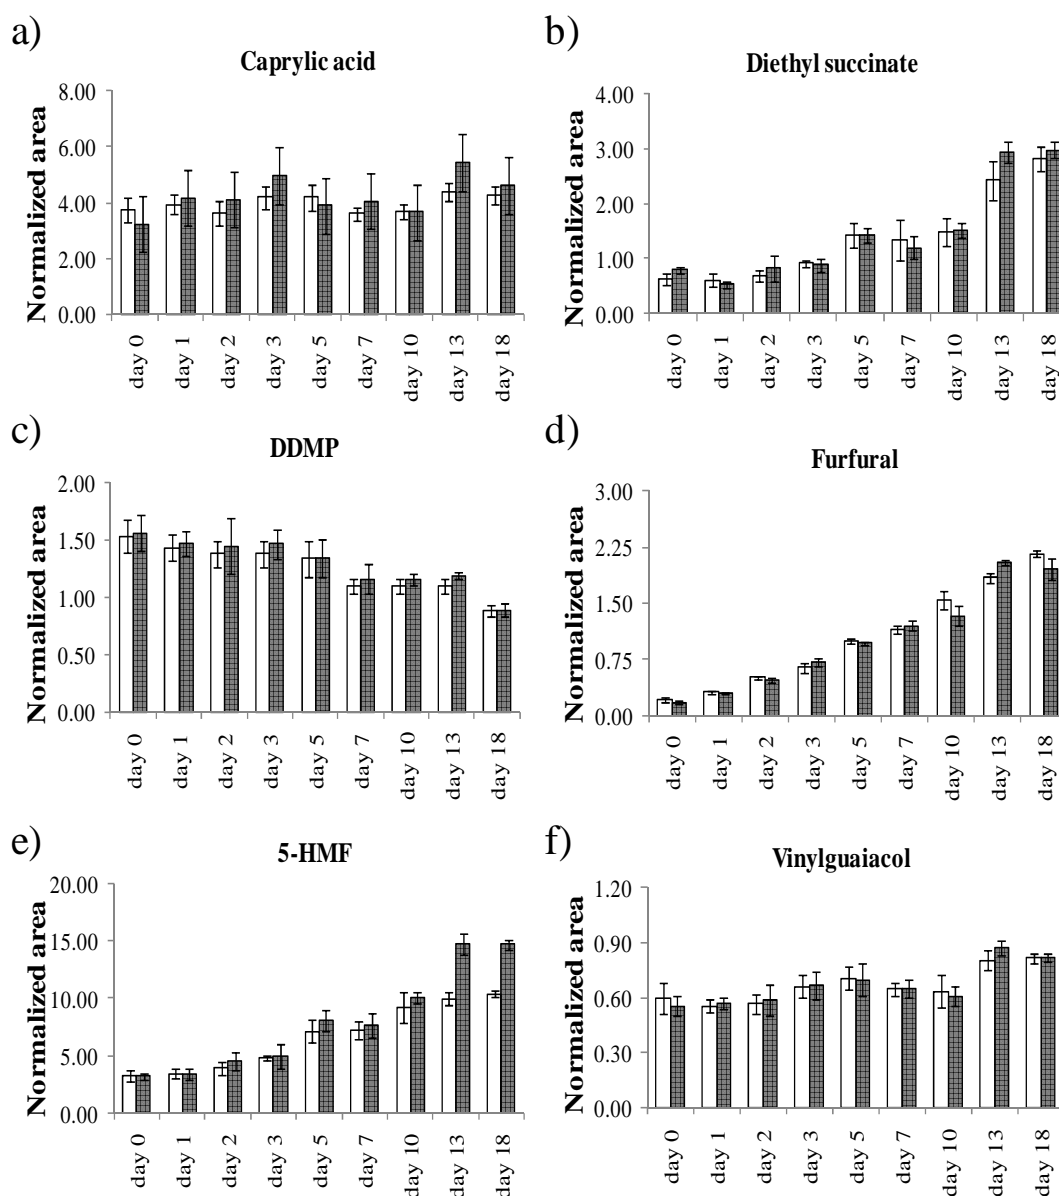 a)
Caprylic acid
Normalized area
8.00
6.00
4.00
2.00
0.00
day 0
day 1
day 2
day 3
day 5
day 7
day 10
day 13
day 18
b)
Diethyl succinate
Normalized area
4.00
3.00
2.00
1.00
0.00
day 0
day 1
day 2
day 3
day 5
day 7
day 10
day 13
day 18
c)
DDMP
Normalized area
2.00
1.50
1.00
0.50
0.00
day 0
day 1
day 2
day 3
day 5
day 7
day 10
day 13
day 18
d)
Furfural
Normalized area
3.00
2.25
1.50
0.75
0.00
day 0
day 1
day 2
day 3
day 5
day 7
day 10
day 13
day 18
e)
5-HMF
Normalized area
20.00
15.00
10.00
5.00
0.00
day 0
day 1
day 2
day 3
day 5
day 7
day 10
day 13
day 18
f)
Vinylguaiacol
Normalized area
1.20
0.90
0.60
0.30
0.00
day 0
day 1
day 2
day 3
day 5
day 7
day 10
day 13
day 18